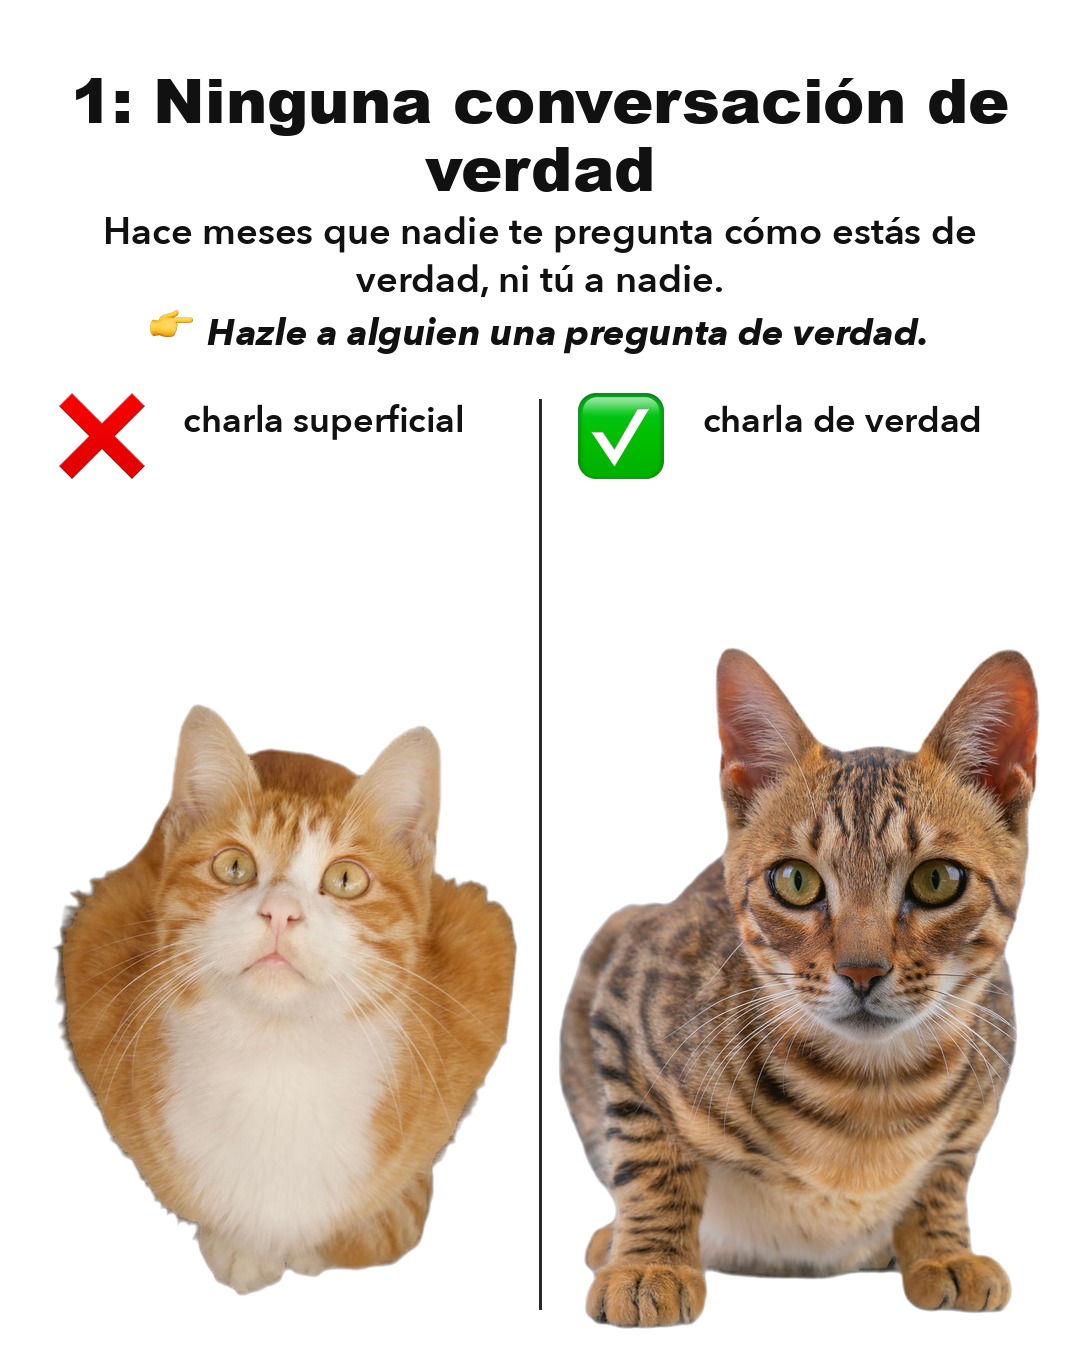 1: Ninguna conversación de
verdad
Hace meses que nadie te pregunta cómo estás de
verdad, ni tú a nadie.
👉 Hazle a alguien una pregunta de verdad.
❌ charla superficial
✅ charla de verdad